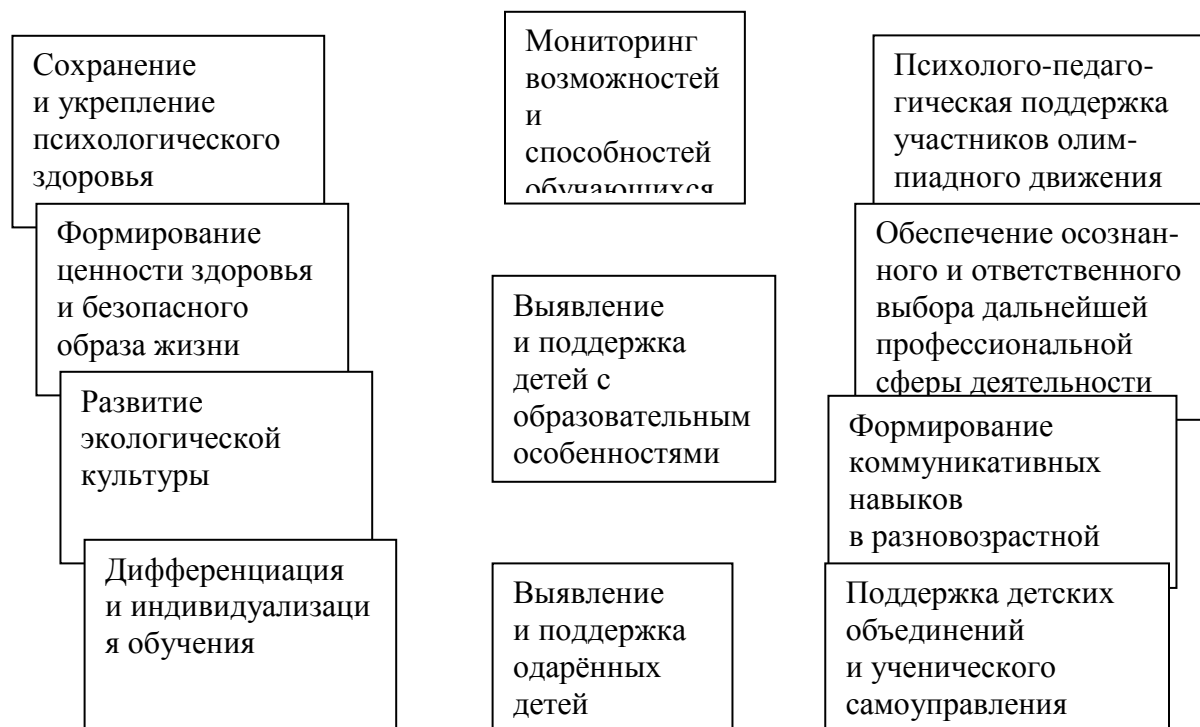 Сохранение
и укрепление
психологического
здоровья
Формирование
ценности здоровья
и безопасного
образа жизни
Развитие
экологической
культуры
Дифференциация
и индивидуализаци
я обучения
Мониторинг
возможностей
и
способностей
обучающихся
Выявление
и поддержка
детей с
образовательным
особенностями
Выявление
и поддержка
одарённых
детей
Психолого-педаго-
гическая поддержка
участников олим-
пиадного движения
Обеспечение осознан-
ного и ответственного
выбора дальнейшей
профессиональной
сферы деятельности
Формирование
коммуникативных
навыков
в разновозрастной
Поддержка детских
объединений
и ученического
самоуправления